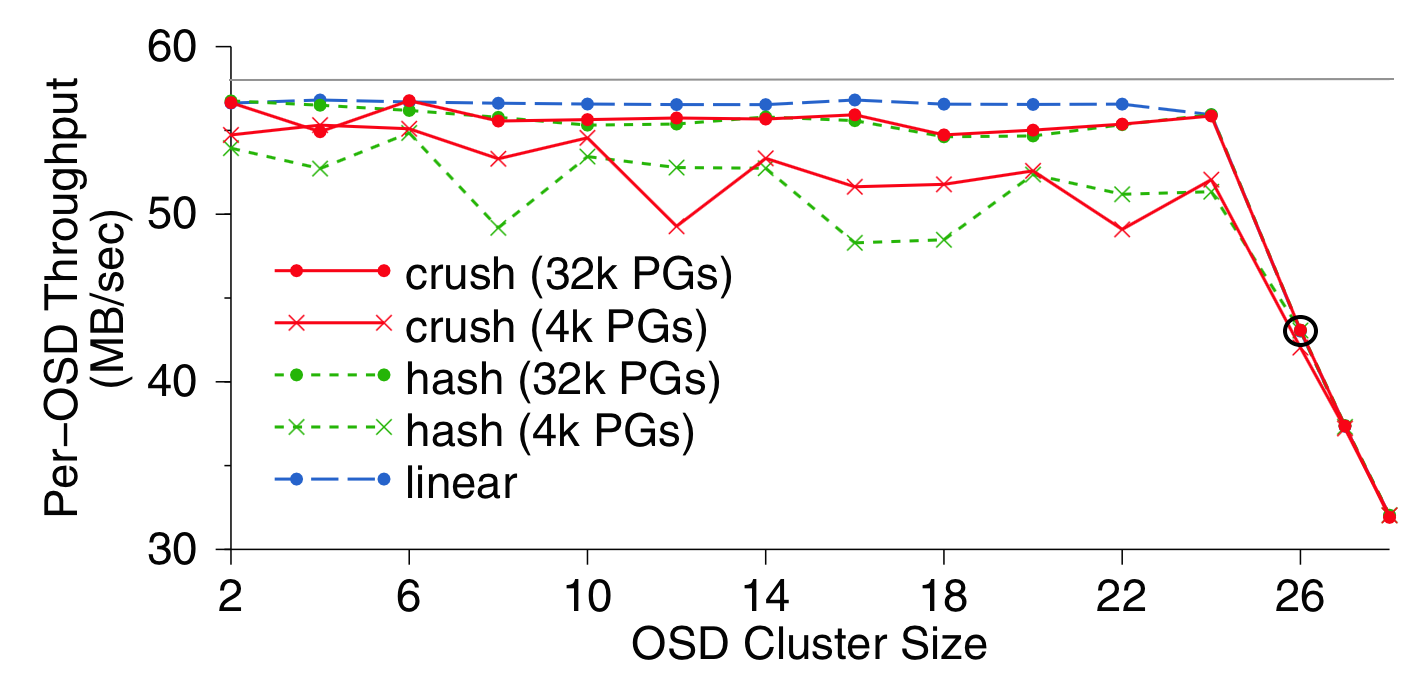 Per–OSD Throughput
(MB/sec)
60
50
40
30
crush (32k PGs)
crush (4k PGs)
hash (32k PGs)
hash (4k PGs)
linear
2 6 10 14 18 22 26
OSD Cluster Size